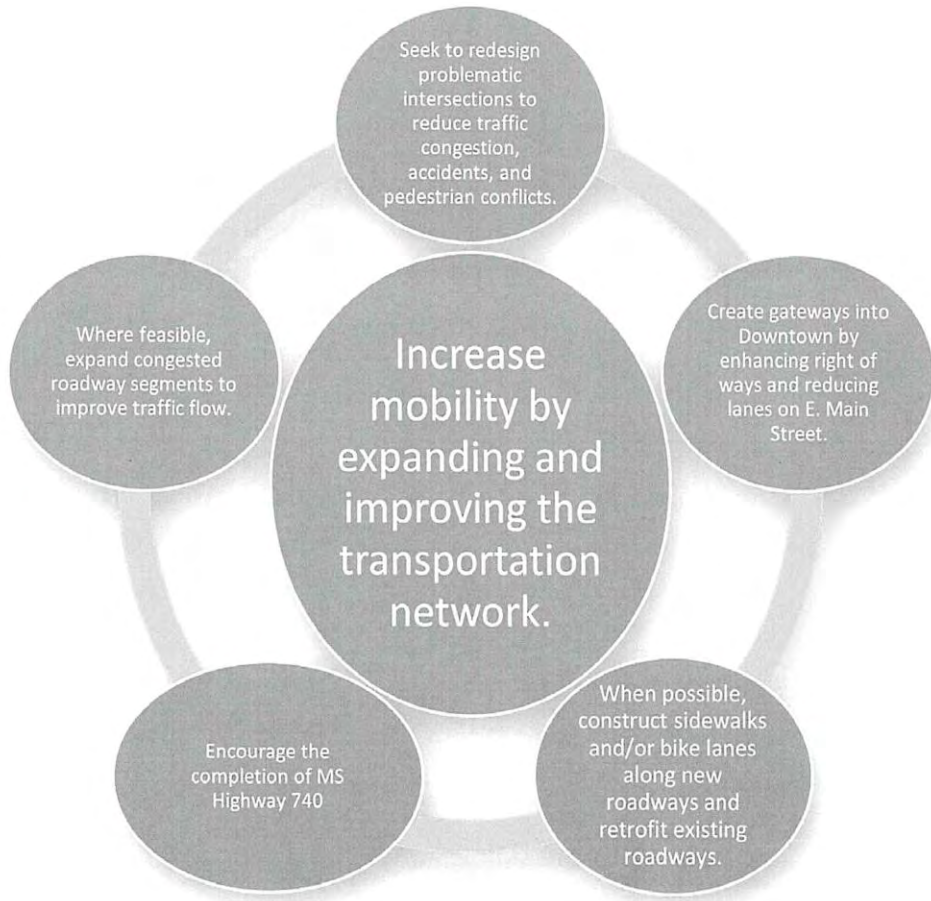 Seek to redesign
problematic
intersections to
reduce traffic
congestion,
accidents, and
pedestrian conflicts.
Create gateways into
Downtown by
enhancing right of
ways and reducing
lanes on E. Main
Street.
When possible,
construct sidewalks
and/or bike lanes
along new
roadways and
retrofit existing
roadways.
Encourage the
completion of MS
Highway 740
Where feasible,
expand congested
roadway segments to
improve traffic flow.
Increase
mobility by
expanding and
improving the
transportation
network.